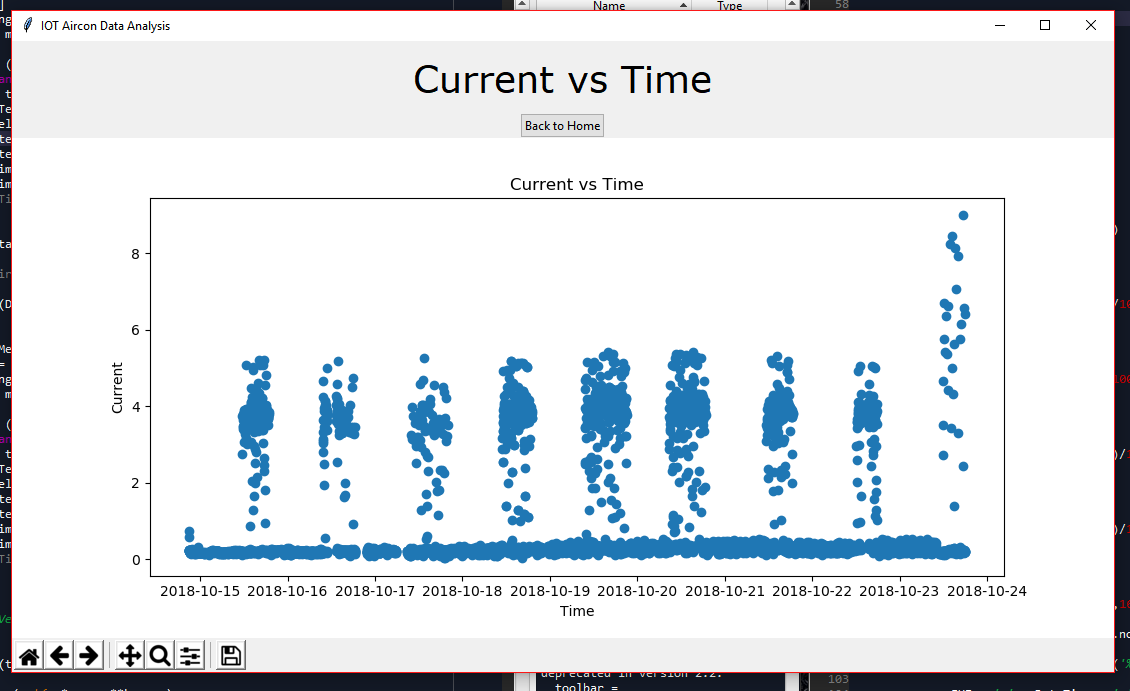 Name Type 58
IOT Aircon Data Analysis
Current vs Time
Back to Home
Current vs Time
8
6
4
2
0
Current
2018-10-15 2018-10-16 2018-10-17 2018-10-18 2018-10-19 2018-10-20 2018-10-21 2018-10-22 2018-10-23 2018-10-24
Time
deprecated in version 2.2.
103
toolbar =